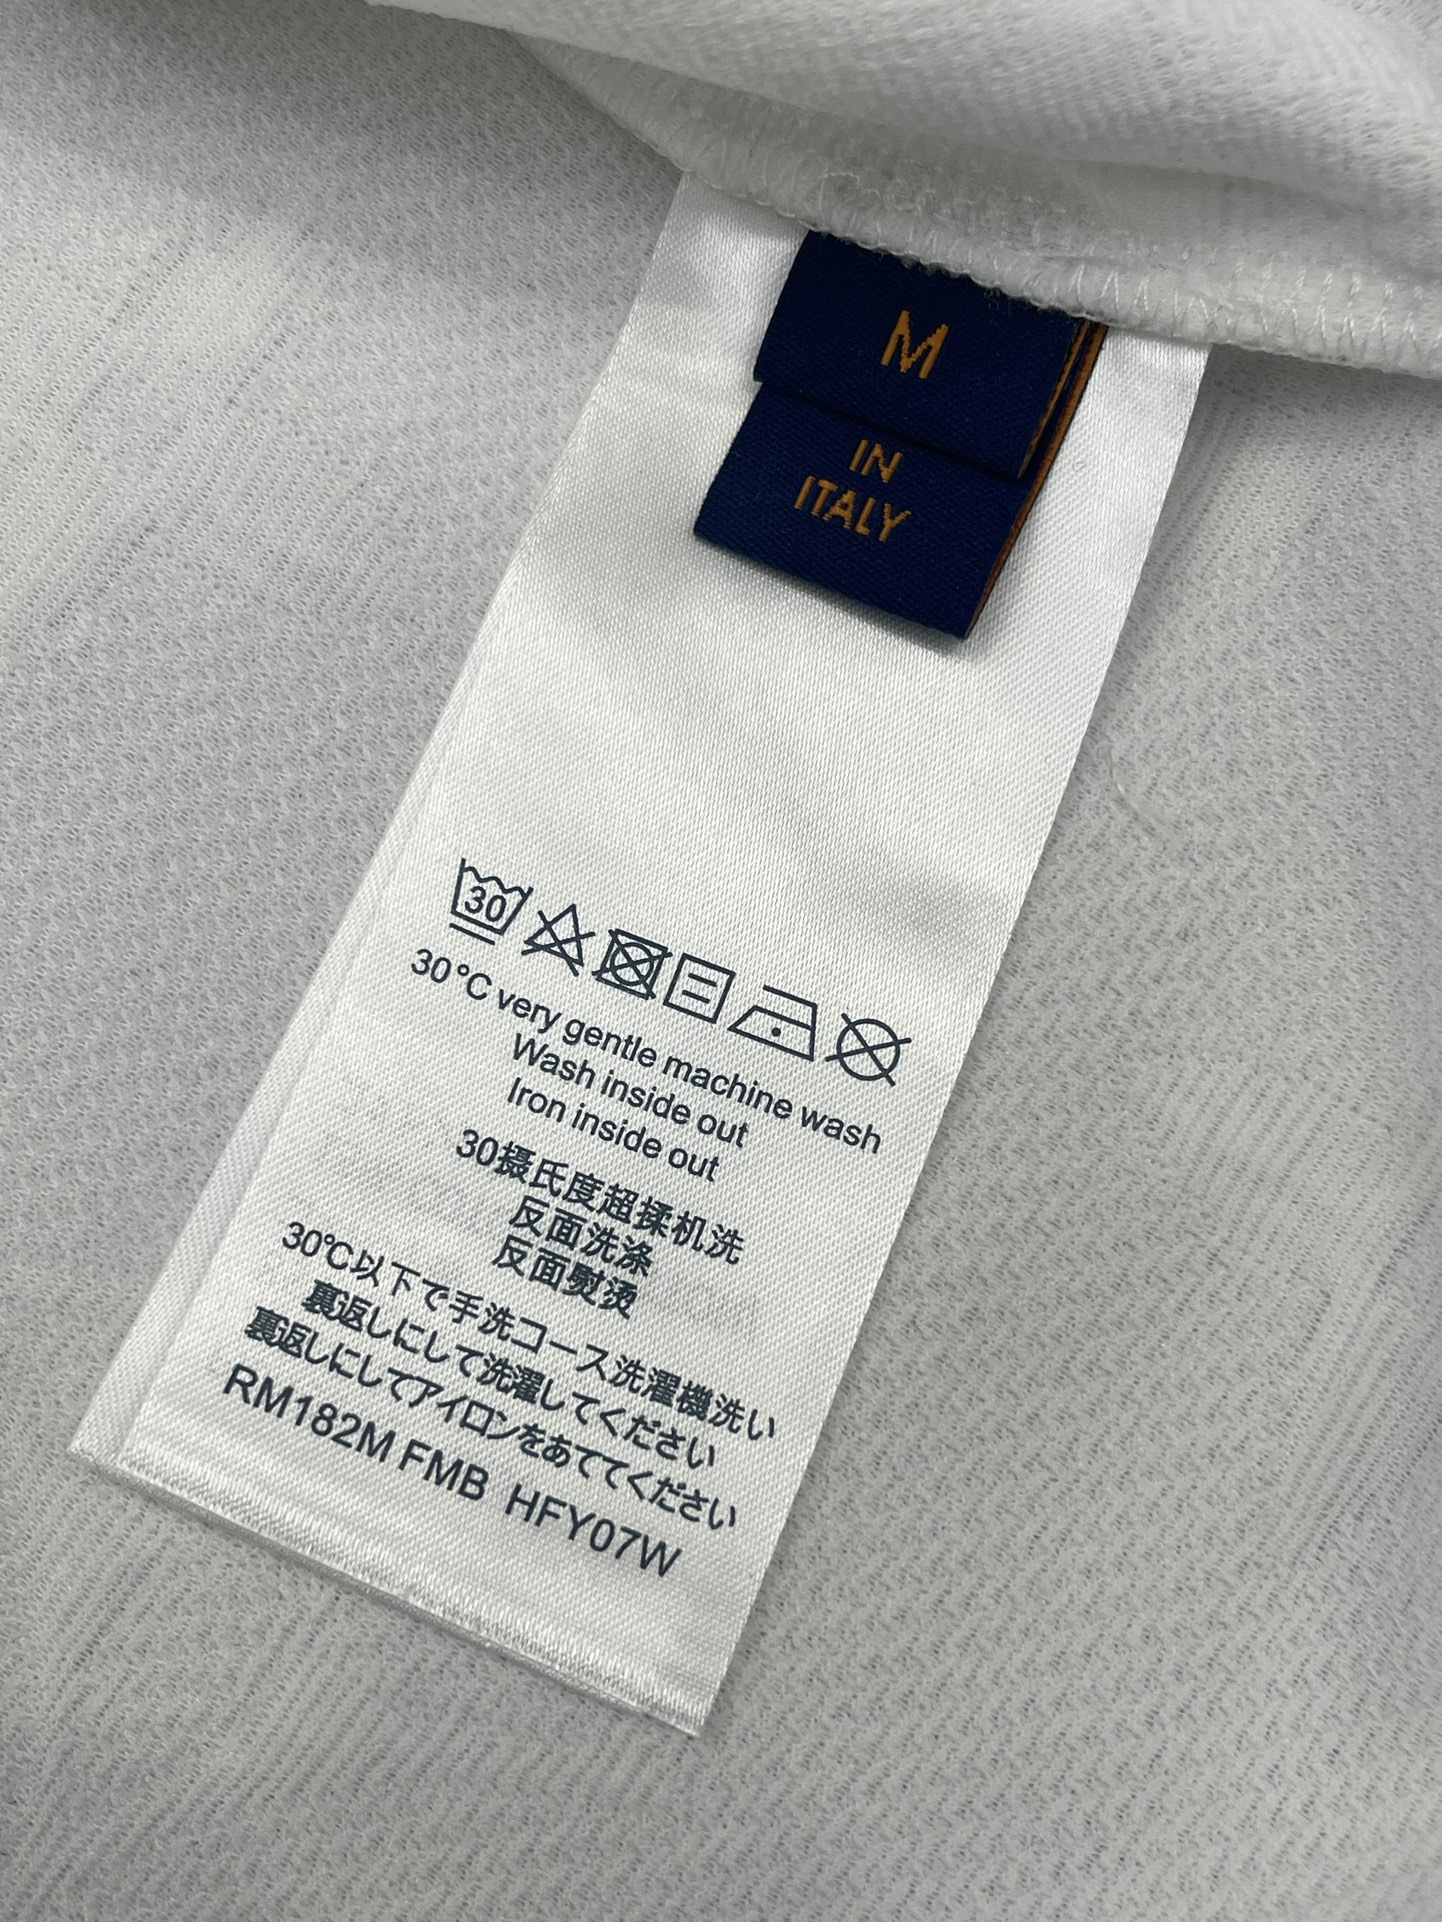 M
IN
ITALY
30
30°C very gentle machine wash
Wash inside out
Iron inside out
30摄氏度超揉机洗
反面洗涤
反面熨烫
30℃以下で手洗コース洗濯機洗い
裏返しにして洗濯してください
裏返しにしてアイロンをあててください
RM182M FMB HFY07W